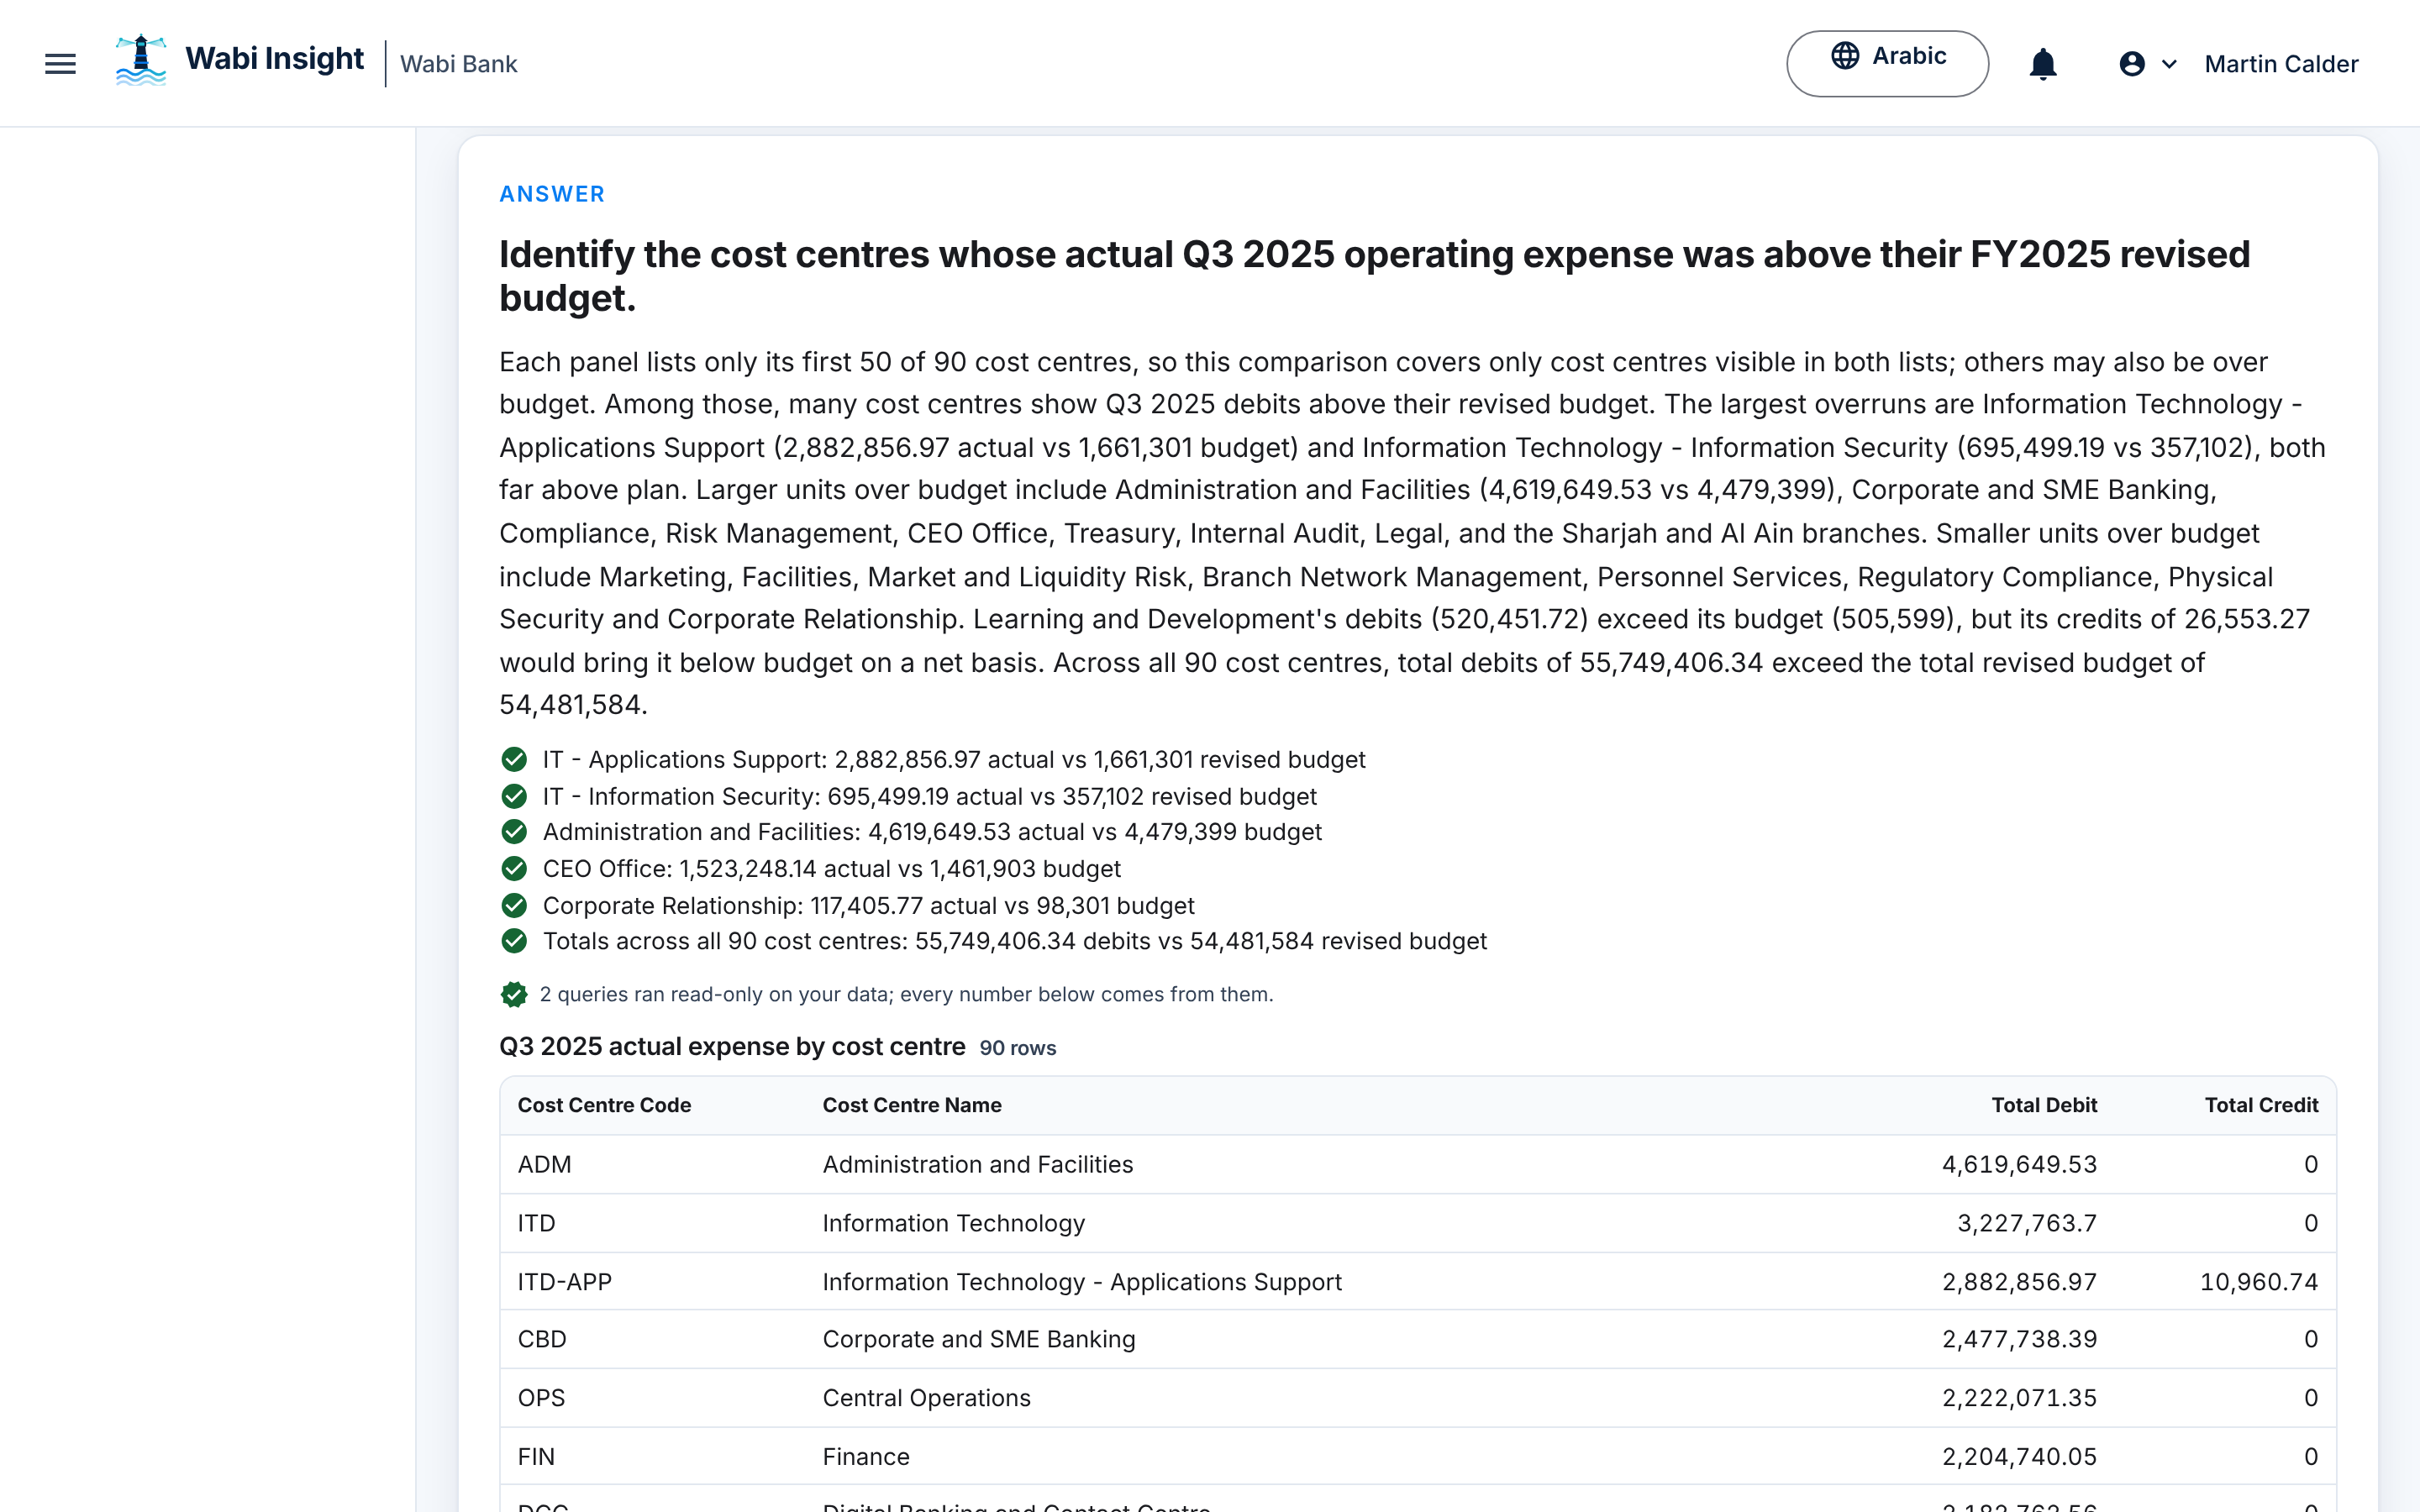 Wabi Insight
Wabi Bank
Arabic
Martin Calder
ANSWER
Identify the cost centres whose actual Q3 2025 operating expense was above their FY2025 revised
budget.
Each panel lists only its first 50 of 90 cost centres, so this comparison covers only cost centres visible in both lists; others may also be over
budget. Among those, many cost centres show Q3 2025 debits above their revised budget. The largest overruns are Information Technology -
Applications Support (2,882,856.97 actual vs 1,661,301 budget) and Information Technology - Information Security (695,499.19 vs 357,102), both
far above plan. Larger units over budget include Administration and Facilities (4,619,649.53 vs 4,479,399), Corporate and SME Banking,
Compliance, Risk Management, CEO Office, Treasury, Internal Audit, Legal, and the Sharjah and Al Ain branches. Smaller units over budget
include Marketing, Facilities, Market and Liquidity Risk, Branch Network Management, Personnel Services, Regulatory Compliance, Physical
Security and Corporate Relationship. Learning and Development's debits (520,451.72) exceed its budget (505,599), but its credits of 26,553.27
would bring it below budget on a net basis. Across all 90 cost centres, total debits of 55,749,406.34 exceed the total revised budget of
54,481,584.
IT - Applications Support: 2,882,856.97 actual vs 1,661,301 revised budget
IT - Information Security: 695,499.19 actual vs 357,102 revised budget
Administration and Facilities: 4,619,649.53 actual vs 4,479,399 budget
CEO Office: 1,523,248.14 actual vs 1,461,903 budget
Corporate Relationship: 117,405.77 actual vs 98,301 budget
Totals across all 90 cost centres: 55,749,406.34 debits vs 54,481,584 revised budget
2 queries ran read-only on your data; every number below comes from them.
Q3 2025 actual expense by cost centre 90 rows
Cost Centre Code Cost Centre Name Total Debit Total Credit
ADM Administration and Facilities 4,619,649.53 0
ITD Information Technology 3,227,763.7 0
ITD-APP Information Technology - Applications Support 2,882,856.97 10,960.74
CBD Corporate and SME Banking 2,477,738.39 0
OPS Central Operations 2,222,071.35 0
FIN Finance 2,204,740.05 0
Digital Banking and Contact Centre